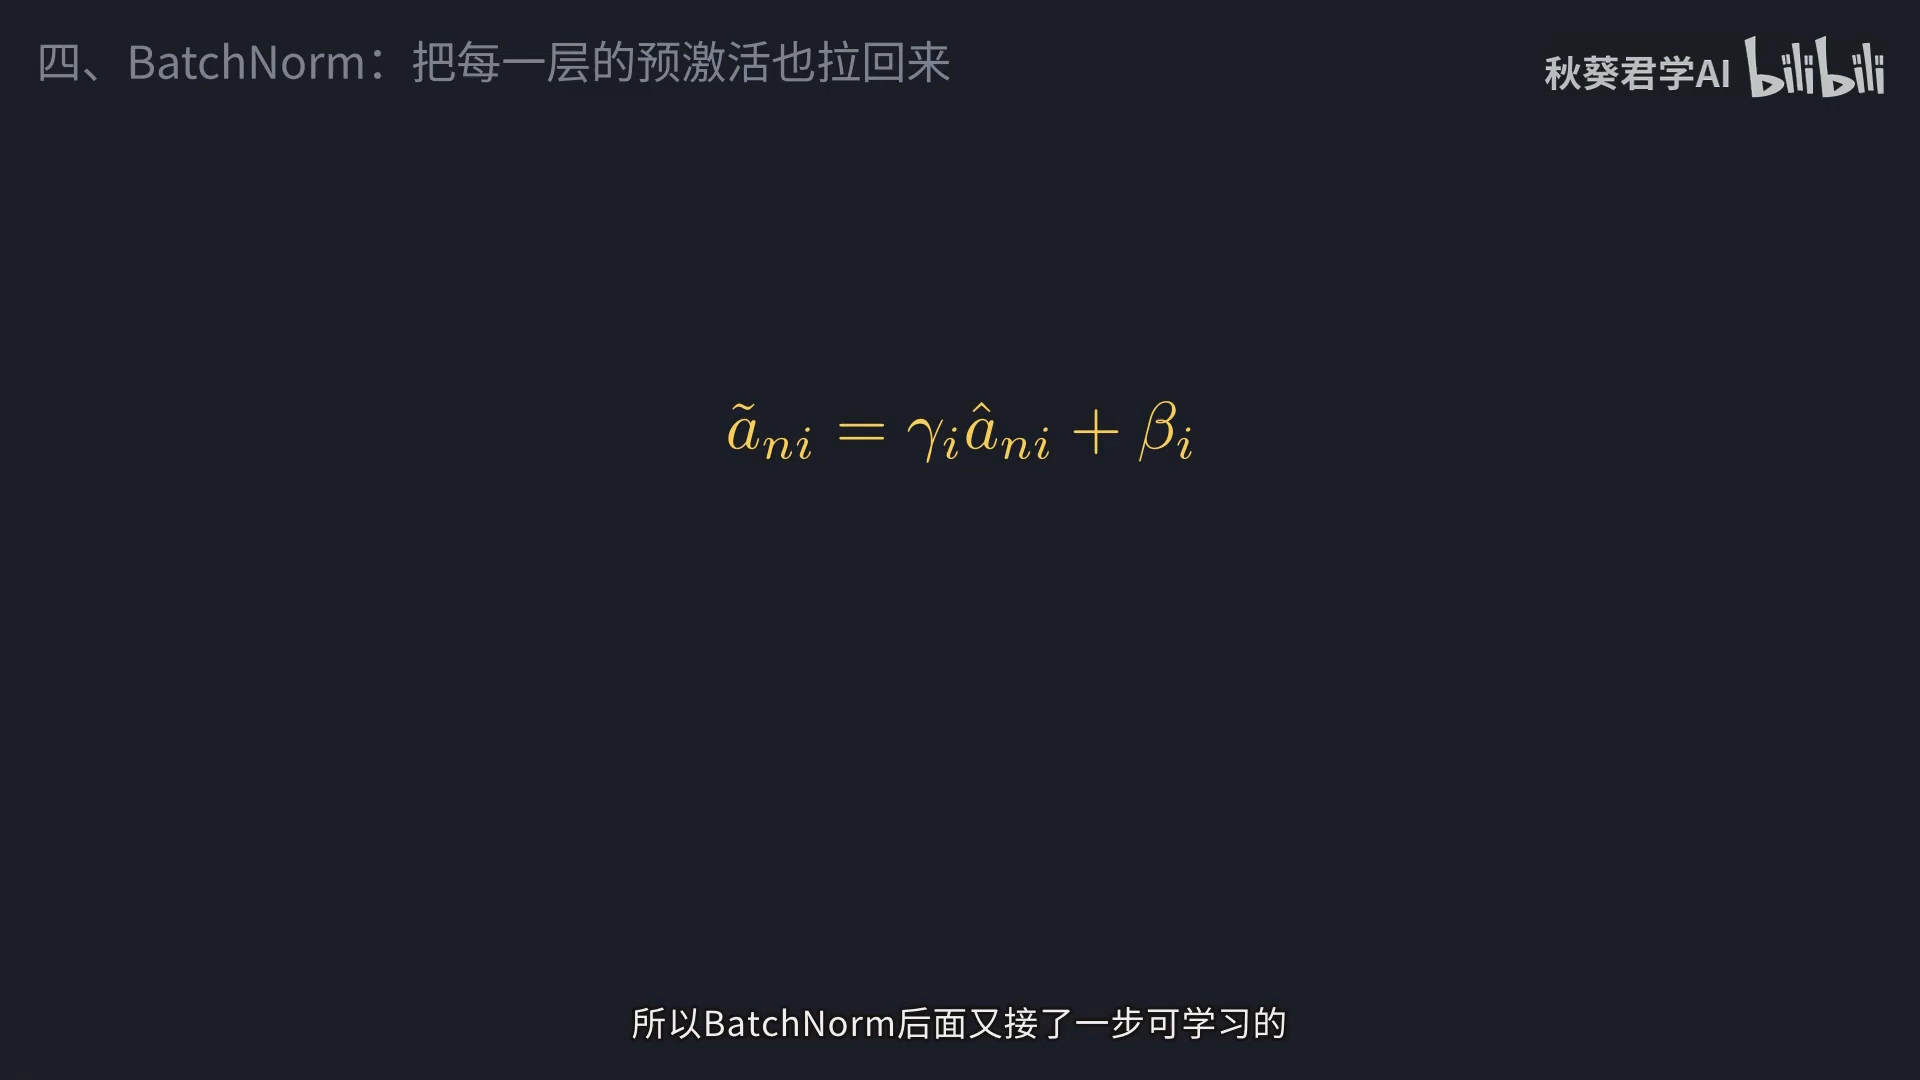 四、BatchNorm：把每一层的预激活也拉回来
秋葵君学AI bilibili
ã_{ni} = γ_i â_{ni} + β_i
所以BatchNorm后面又接了一步可学习的